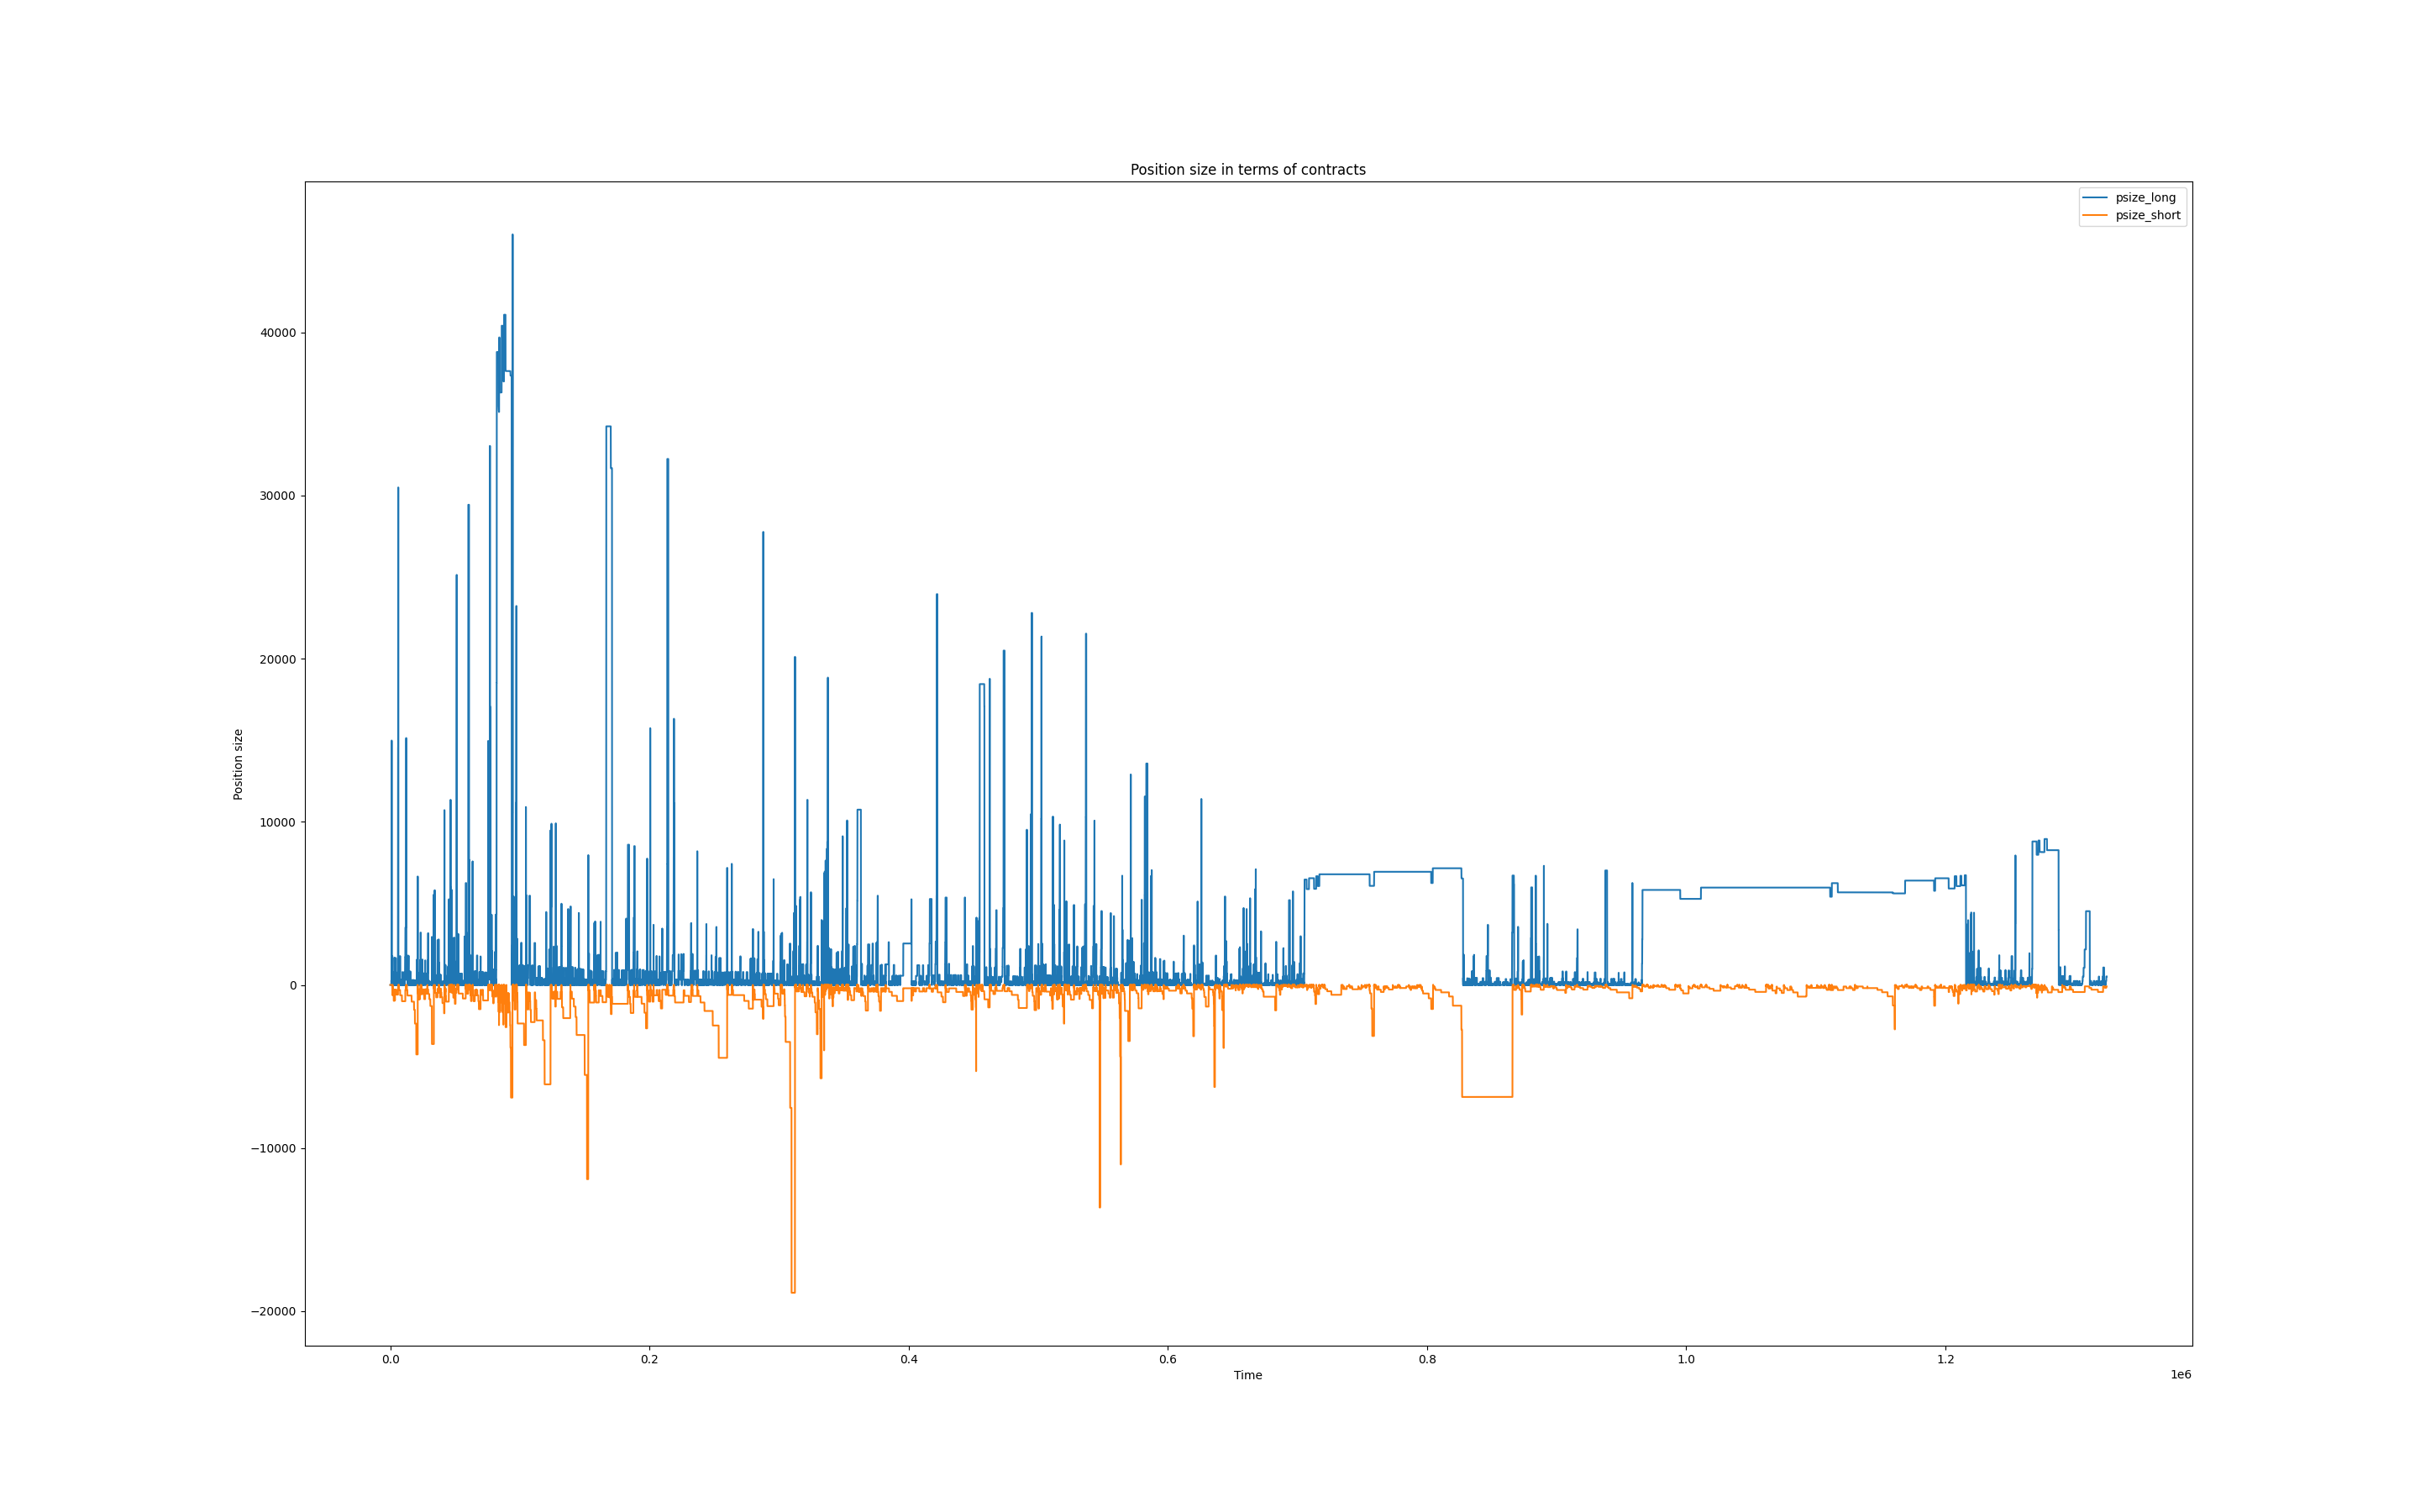 Position size in terms of contracts
psize_long
psize_short
Position size
40000
30000
20000
10000
0
−10000
−20000
0.0
0.2
0.4
0.6
0.8
1.0
1.2
Time
1e6